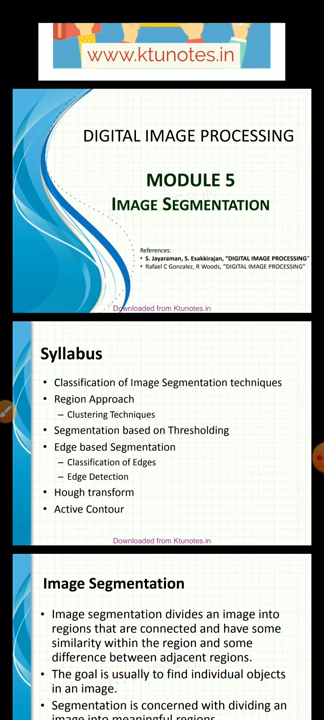 www.ktunotes.in
DIGITAL IMAGE PROCESSING
MODULE 5
IMAGE SEGMENTATION
References:
• S. Jayaraman, S. Esakkirajan, "DIGITAL IMAGE PROCESSING"
• Rafael C Gonzalez, R Woods, "DIGITAL IMAGE PROCESSING"
Downloaded from Ktunotes.in
Syllabus
• Classification of Image Segmentation techniques
• Region Approach
– Clustering Techniques
• Segmentation based on Thresholding
• Edge based Segmentation
– Classification of Edges
– Edge Detection
• Hough transform
• Active Contour
Downloaded from Ktunotes.in
Image Segmentation
• Image segmentation divides an image into
regions that are connected and have some
similarity within the region and some
difference between adjacent regions.
• The goal is usually to find individual objects
in an image.
• Segmentation is concerned with dividing an
image into meaningful regions